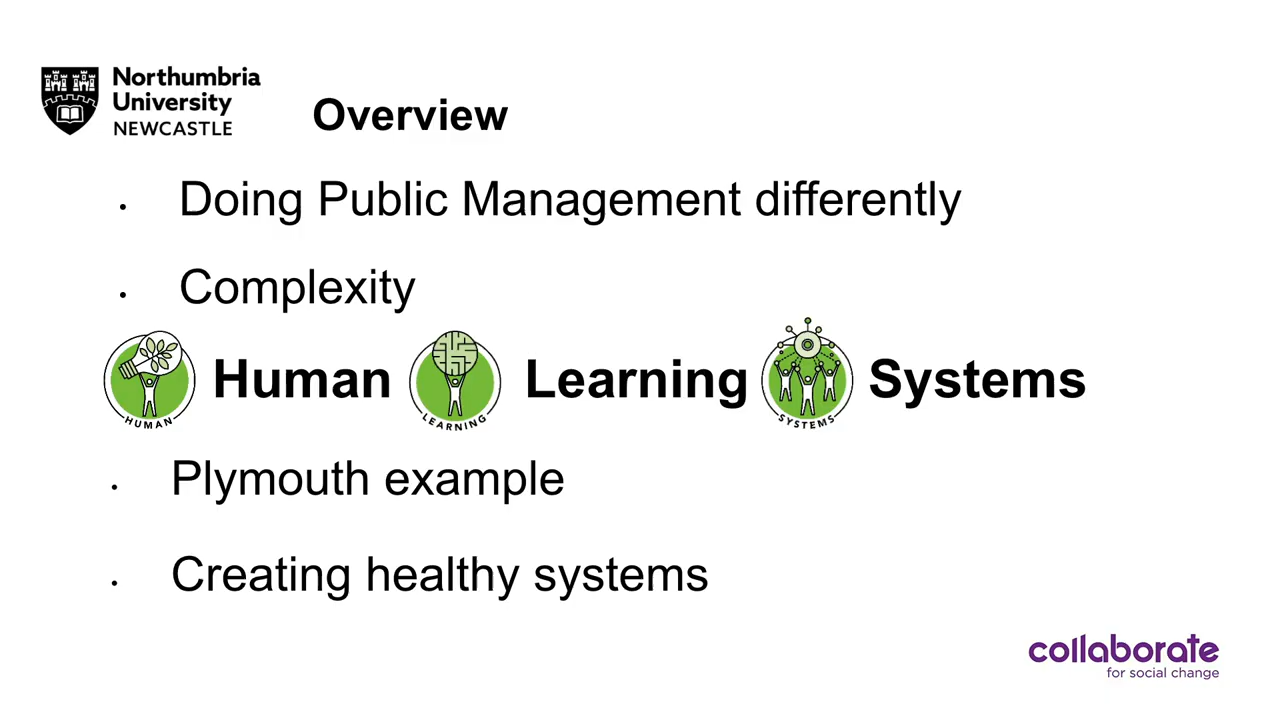 Northumbria
University
NEWCASTLE
Overview
• Doing Public Management differently
• Complexity
Human Learning Systems
HUMAN LEARNING SYSTEMS
• Plymouth example
• Creating healthy systems
collaborate
for social change